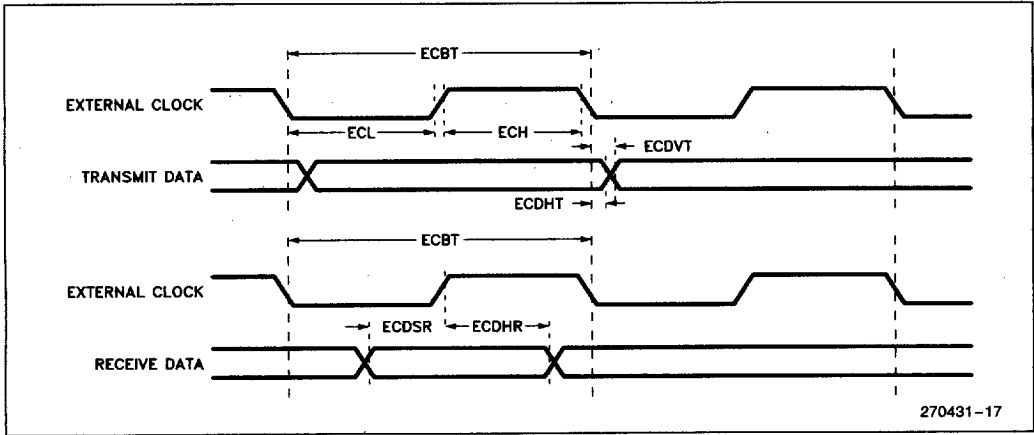 ECBT
EXTERNAL CLOCK
ECL
ECH
ECDVT
TRANSMIT DATA
ECDHT
ECBT
EXTERNAL CLOCK
ECDSR
ECDHR
RECEIVE DATA
270431-17